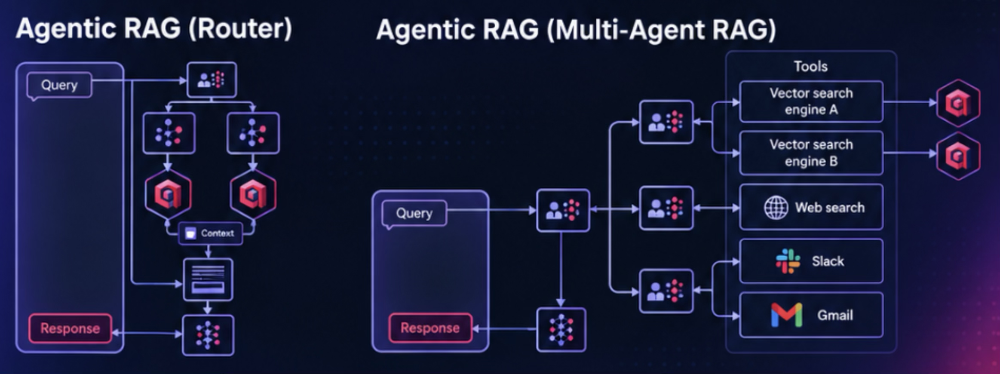 Agentic RAG (Router)
Query
Context
Response
Agentic RAG (Multi-Agent RAG)
Query
Response
Tools
Vector search
engine A
Vector search
engine B
Web search
Slack
Gmail